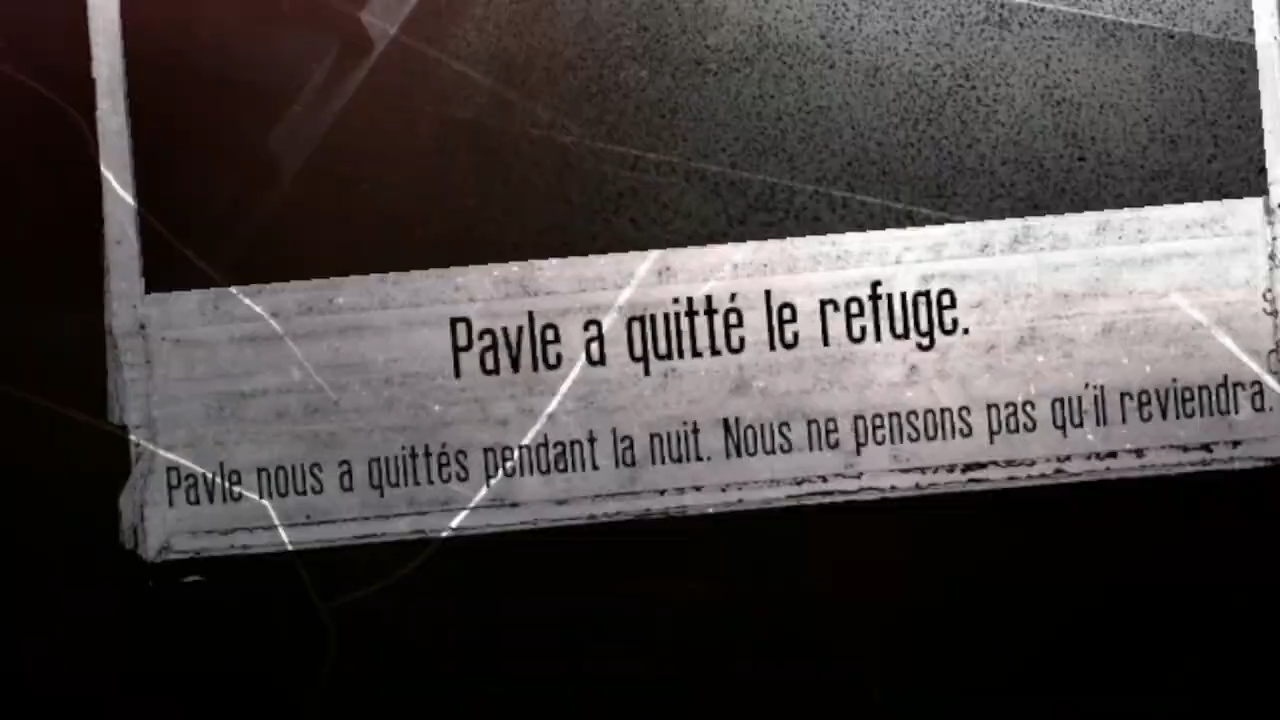 Pavle a quitté le refuge.
Pavle nous a quittés pendant la nuit. Nous ne pensons pas qu'il reviendra.